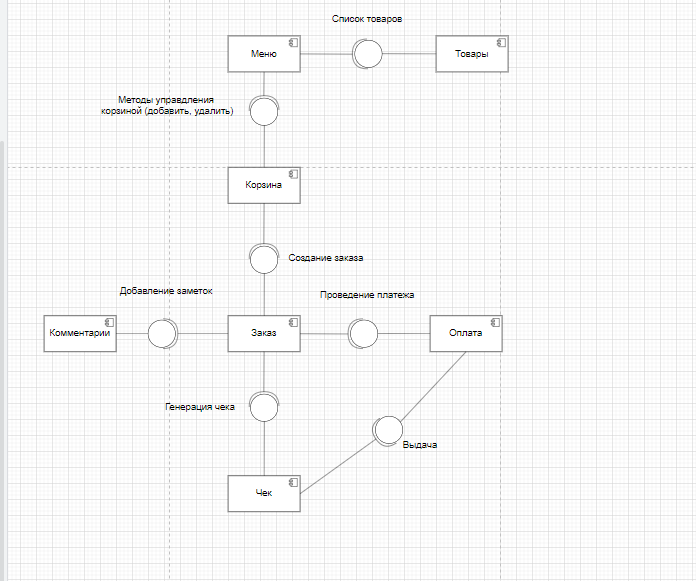 Список товаров
Меню
Товары
Методы управдления
корзиной (добавить, удалить)
Корзина
Создание заказа
Добавление заметок
Проведение платежа
Комментарии
Заказ
Оплата
Генерация чека
Выдача
Чек